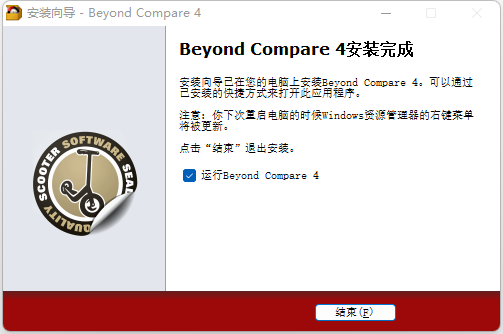 安装向导 - Beyond Compare 4
Beyond Compare 4安装完成
安装向导已在您的电脑上安装Beyond Compare 4。可以通过
已安装的快捷方式来打开此应用程序。
注意：你下次重启电脑的时候Windows资源管理器的右键菜单
将被更新。
点击“结束”退出安装。
SCOOTER SOFTWARE SEAL
QUALITY
运行Beyond Compare 4
结束(F)